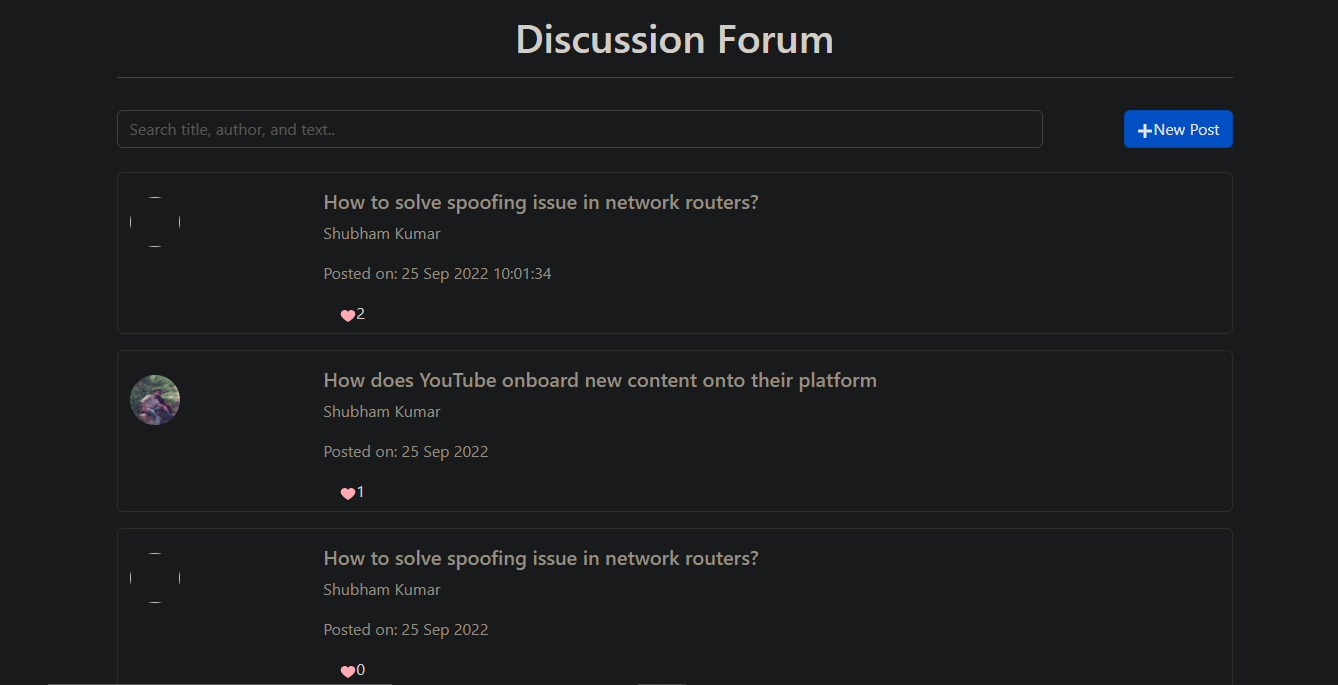 Discussion Forum
Search title, author, and text..
New Post
How to solve spoofing issue in network routers?
Shubham Kumar
Posted on: 25 Sep 2022 10:01:34
2
How does YouTube onboard new content onto their platform
Shubham Kumar
Posted on: 25 Sep 2022
1
How to solve spoofing issue in network routers?
Shubham Kumar
Posted on: 25 Sep 2022
0